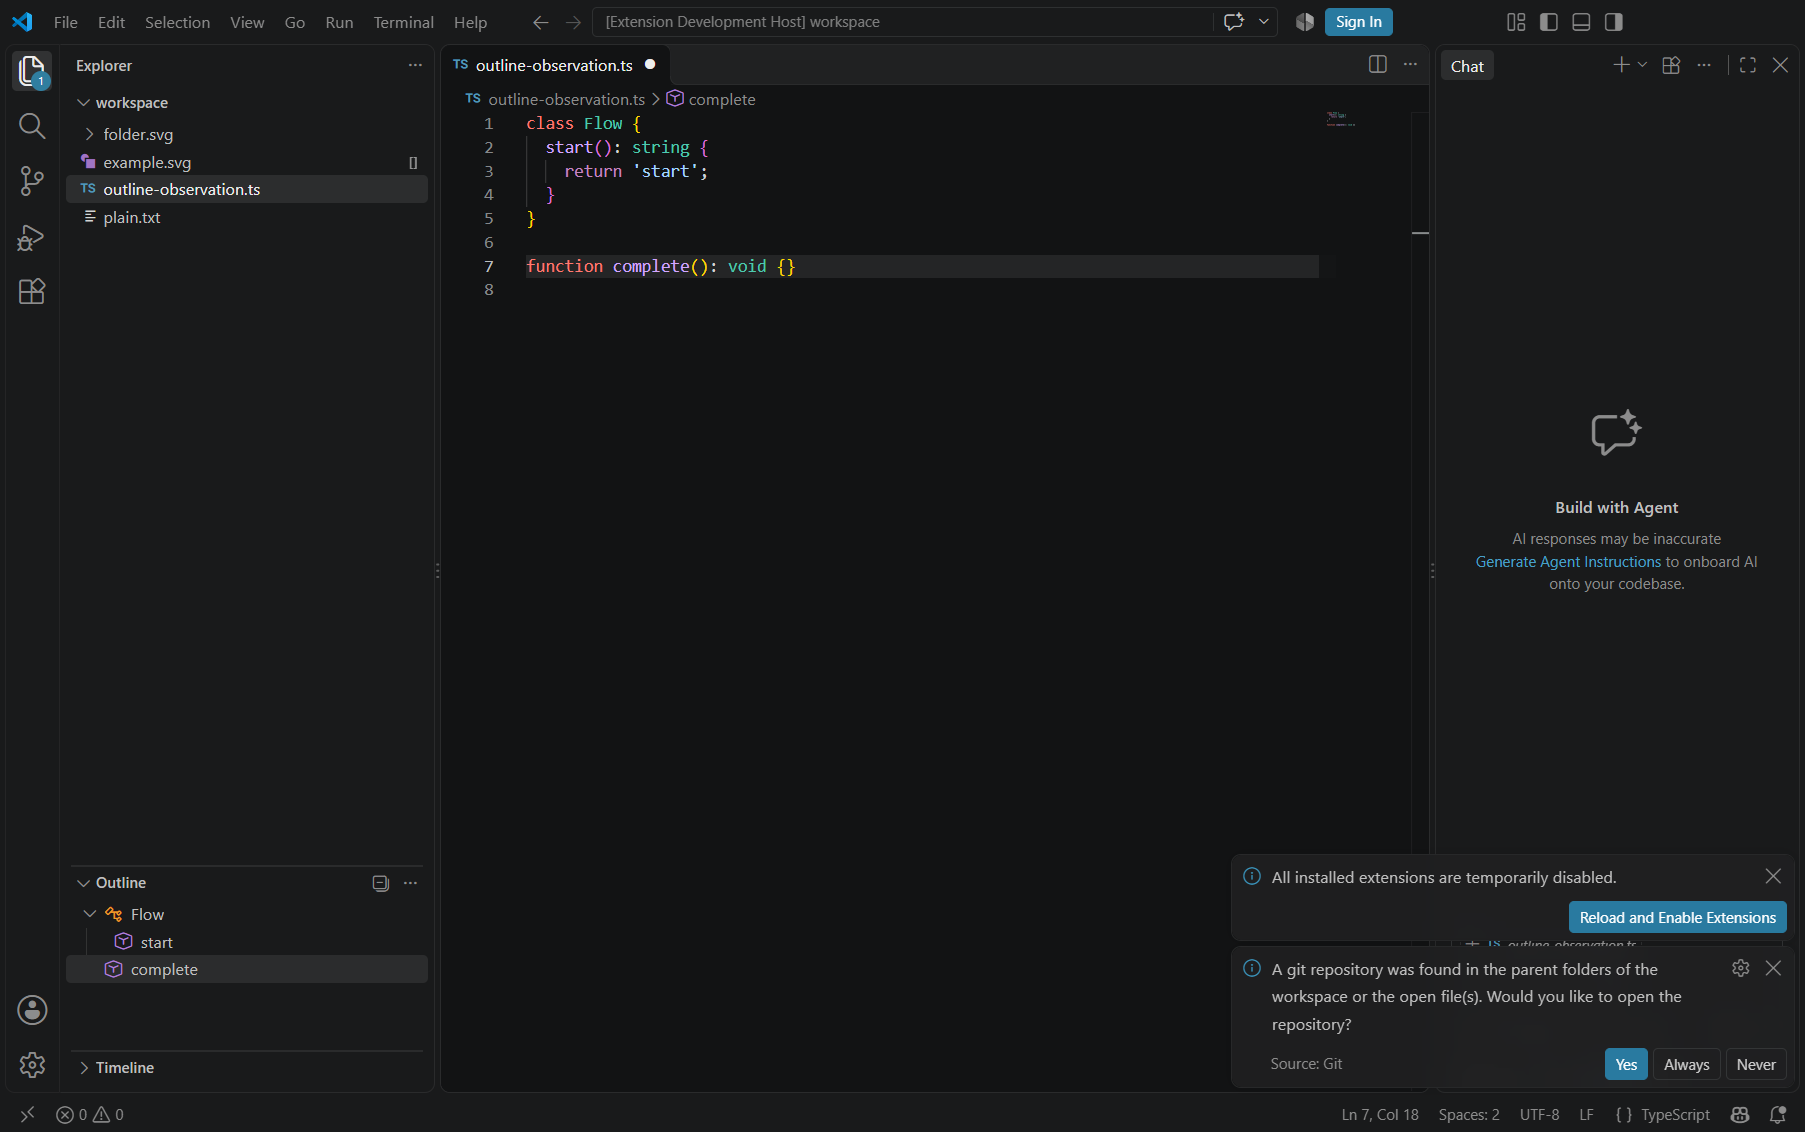 File Edit Selection View Go Run Terminal Help
[Extension Development Host] workspace
Sign In
1
Explorer
workspace
folder.svg
example.svg
TS outline-observation.ts
plain.txt
Outline
Flow
start
complete
Timeline
TS outline-observation.ts
TS outline-observation.ts > complete
1 class Flow {
2 start(): string {
3 return 'start';
4 }
5 }
6
7 function complete(): void {}
8
Chat
Build with Agent
AI responses may be inaccurate
Generate Agent Instructions to onboard AI
onto your codebase.
All installed extensions are temporarily disabled.
Reload and Enable Extensions
TS outline-observation.ts
A git repository was found in the parent folders of the
workspace or the open file(s). Would you like to open the
repository?
Source: Git
Yes Always Never
0 0
Ln 7, Col 18 Spaces: 2 UTF-8 LF { } TypeScript